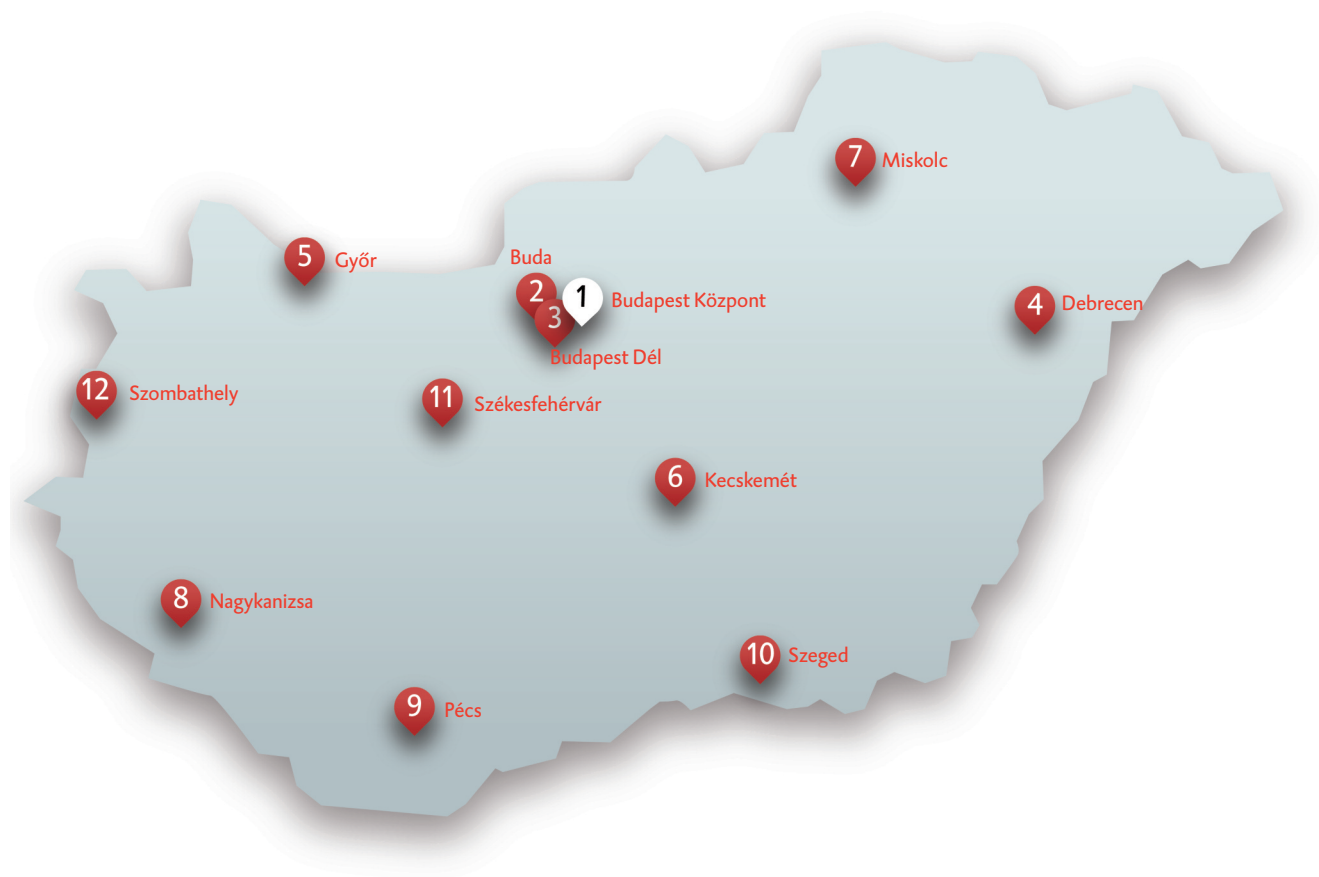 7 Miskolc
5 Győr
Buda
2
1 Budapest Központ
3
Budapest Dél
4 Debrecen
12 Szombathely
11 Székesfehérvár
6 Kecskemét
8 Nagykanizsa
10 Szeged
9 Pécs